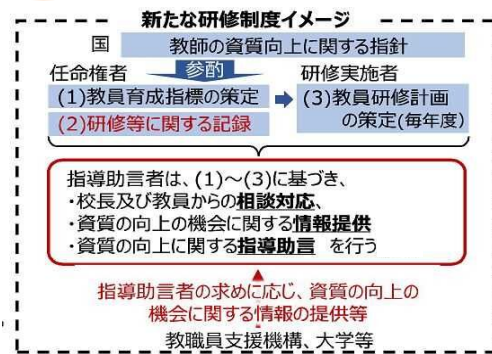 新たな研修制度イメージ
国 教師の資質向上に関する指針
任命権者 参酌 研修実施者
(1)教員育成指標の策定 (3)教員研修計画
(2)研修等に関する記録 の策定(毎年度)
指導助言者は、(1)~(3)に基づき、
・校長及び教員からの相談対応、
・資質の向上の機会に関する情報提供
・資質の向上に関する指導助言 を行う
指導助言者の求めに応じ、資質の向上の
機会に関する情報の提供等
教職員支援機構、大学等